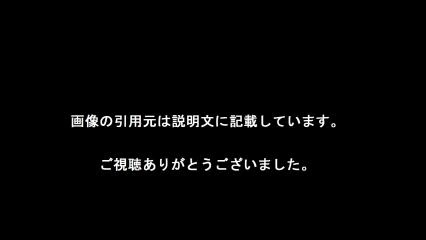 画像の引用元は説明文に記載しています。
ご視聴ありがとうございました。